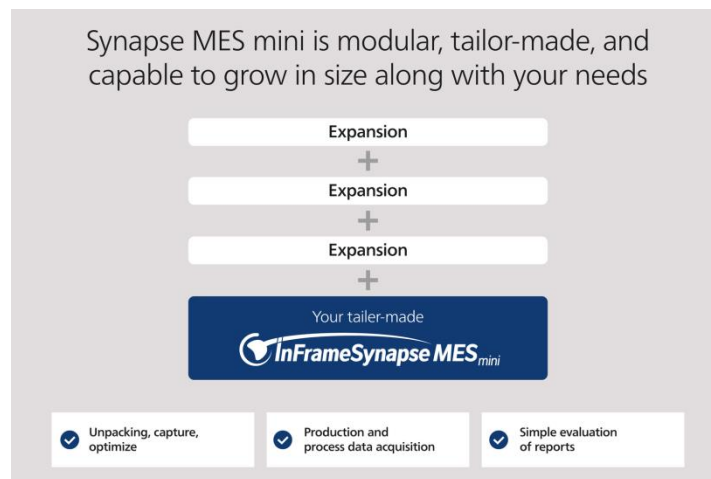 Synapse MES mini is modular, tailor-made, and
capable to grow in size along with your needs
Expansion
+
Expansion
+
Expansion
+
Your tailer-made
InFrameSynapse MES mini
Unpacking, capture,
optimize
Production and
process data acquisition
Simple evaluation
of reports